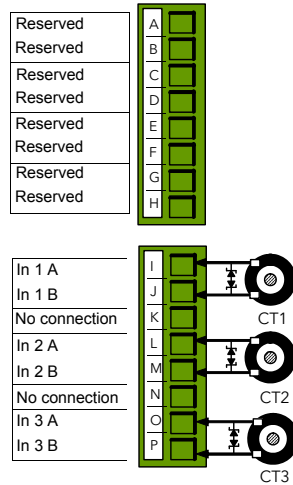 Reserved A
Reserved B
Reserved C
Reserved D
Reserved E
Reserved F
Reserved G
Reserved H
In 1 A I
In 1 B J
No connection K
CT1
In 2 A L
In 2 B M
No connection N
CT2
In 3 A O
In 3 B P
CT3